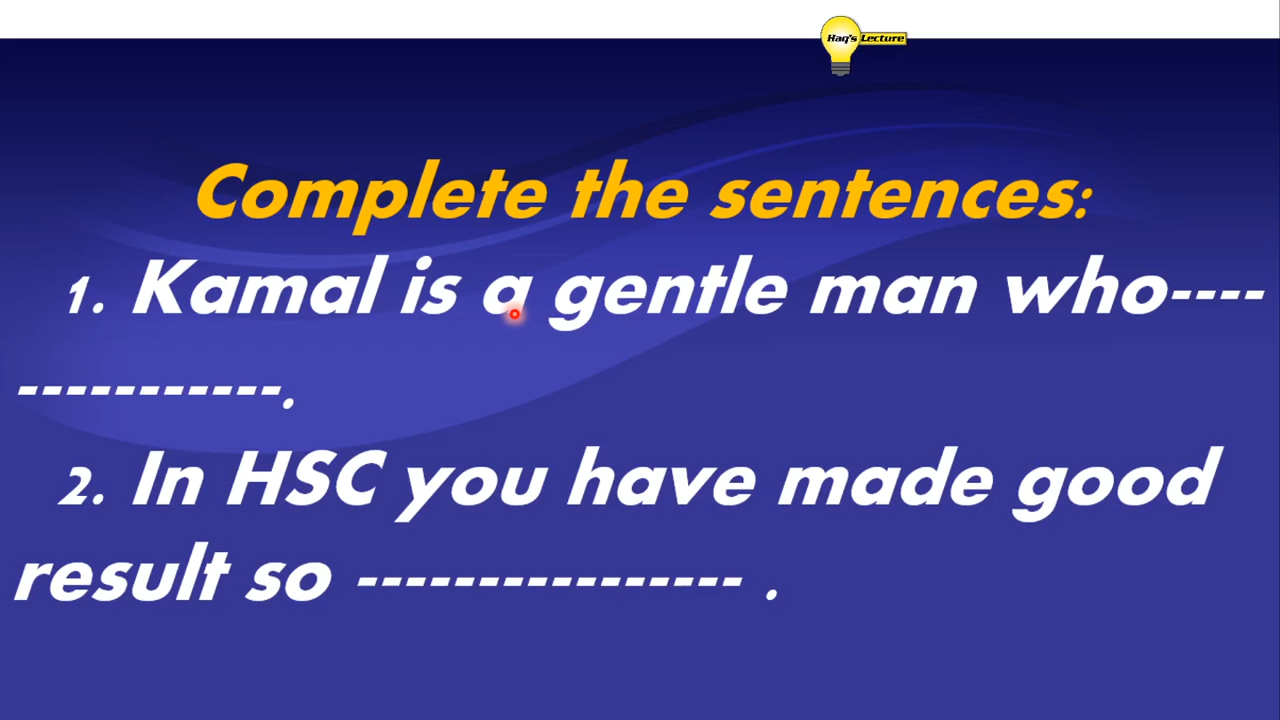 Haq's Lecture
Complete the sentences:
1. Kamal is a gentle man who----
-----------.
2. In HSC you have made good
result so ---------------- .